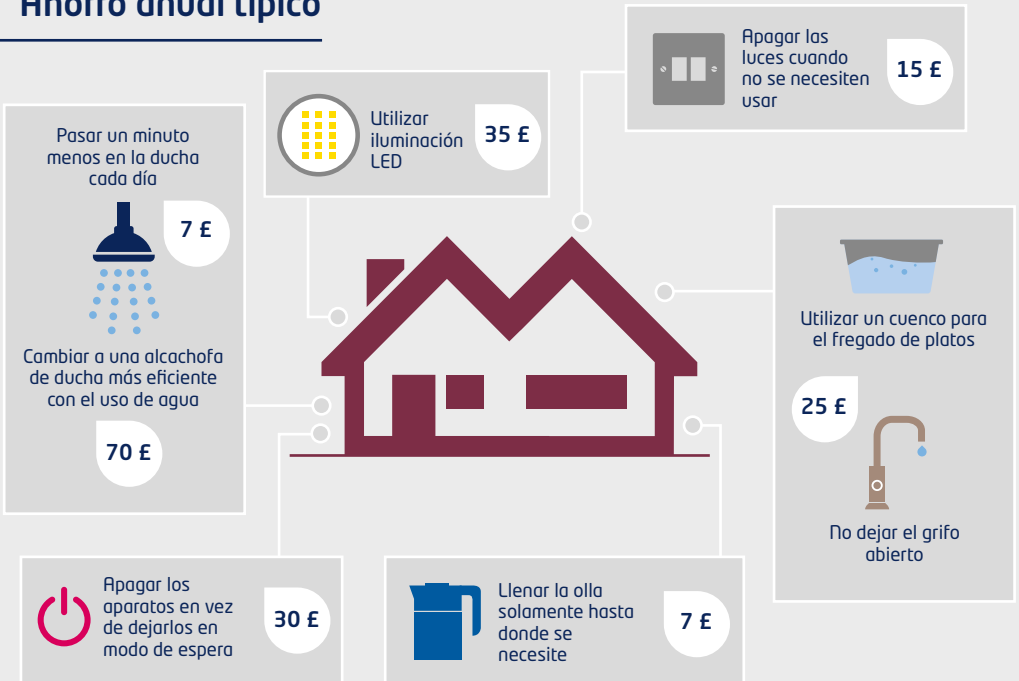 Ahorro anual típico
Apagar las
luces cuando
no se necesiten
usar
15 £
Utilizar
iluminación
LED
35 £
Pasar un minuto
menos en la ducha
cada día
7 £
Cambiar a una alcachofa
de ducha más eficiente
con el uso de agua
70 £
Utilizar un cuenco para
el fregado de platos
25 £
No dejar el grifo
abierto
Apagar los
aparatos en vez
de dejarlos en
modo de espera
30 £
Llenar la olla
solamente hasta
donde se
necesite
7 £